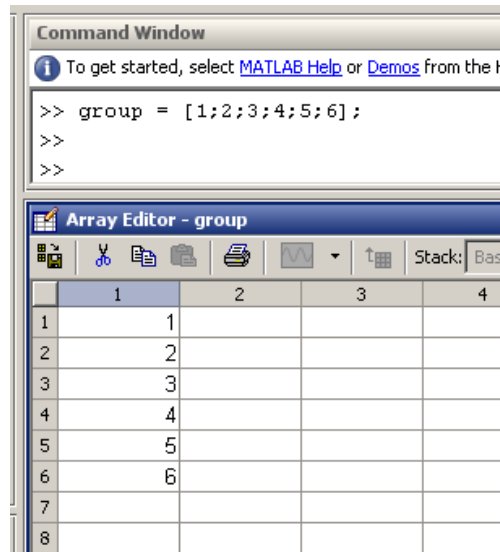 Command Window
To get started, select MATLAB Help or Demos from the
>> group = [1;2;3;4;5;6];
>>
>>
Array Editor - group
Stack: Bas
1 2 3 4
1 1
2 2
3 3
4 4
5 5
6 6
7
8